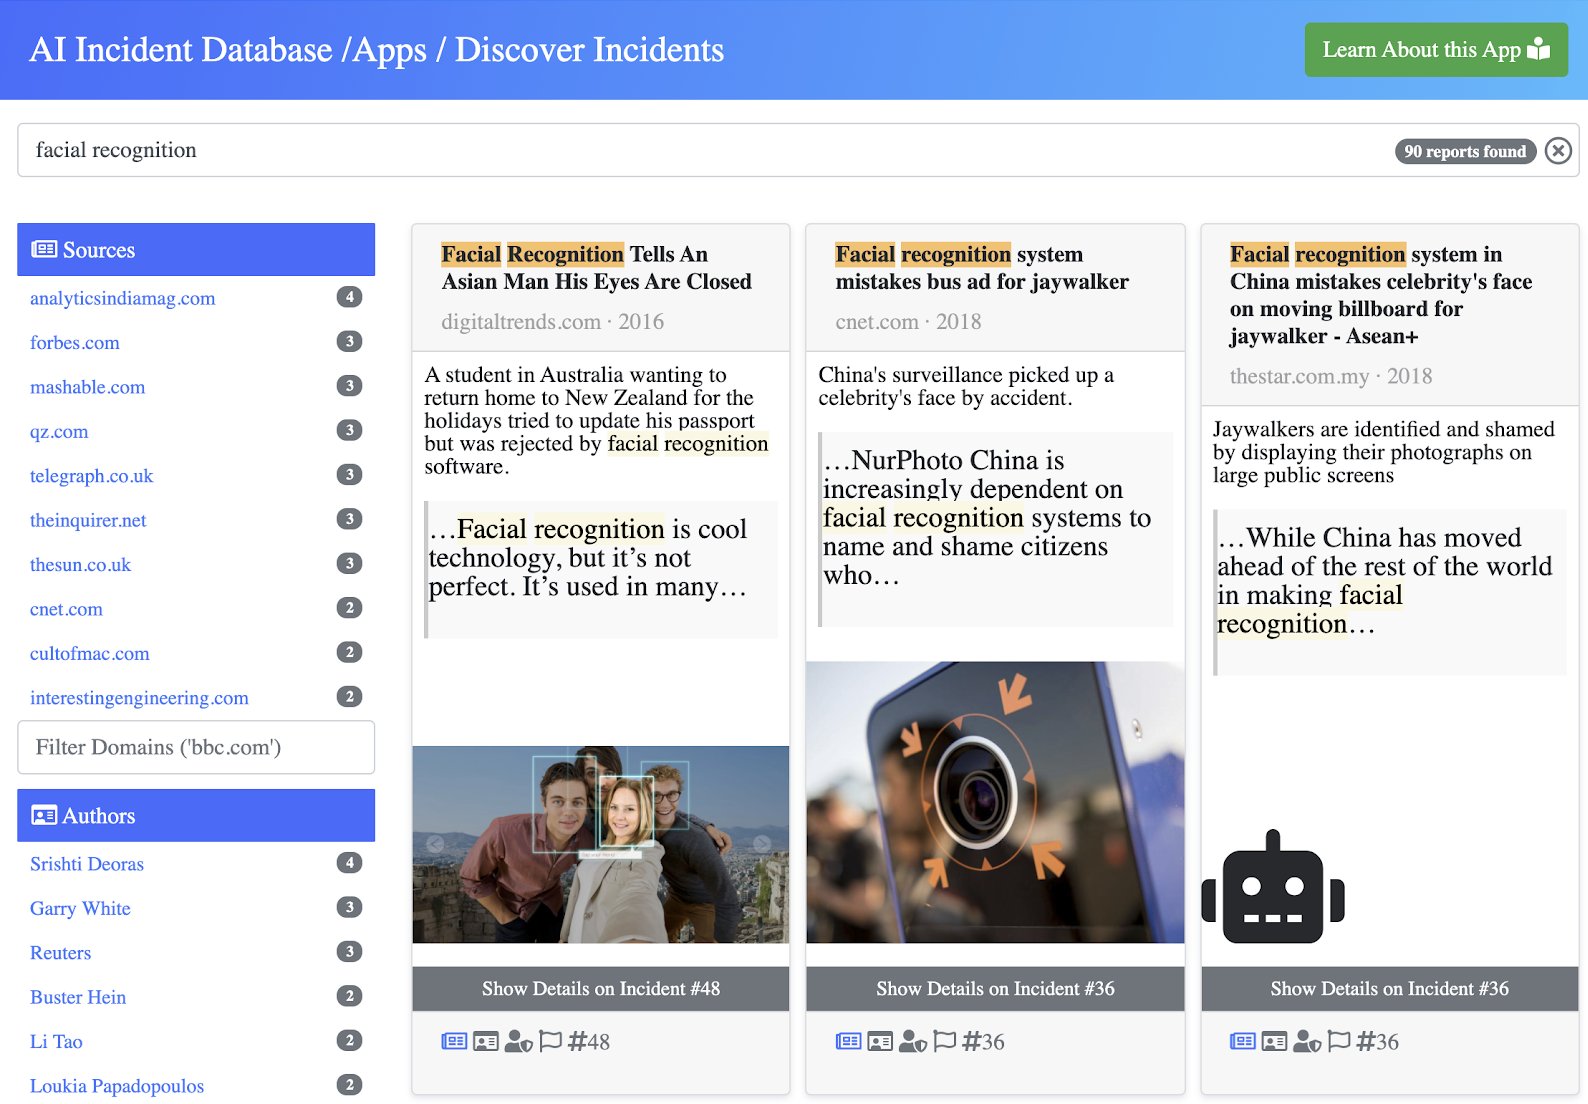 AI Incident Database /Apps / Discover Incidents
Learn About this App
facial recognition
90 reports found
Sources
analyticsindiamag.com 4
forbes.com 3
mashable.com 3
qz.com 3
telegraph.co.uk 3
theinquirer.net 3
thesun.co.uk 3
cnet.com 2
cultofmac.com 2
interestingengineering.com 2
Filter Domains ('bbc.com')
Authors
Srishti Deoras 4
Garry White 3
Reuters 3
Buster Hein 2
Li Tao 2
Loukia Papadopoulos 2
Facial Recognition Tells An
Asian Man His Eyes Are Closed
digitaltrends.com · 2016
A student in Australia wanting to
return home to New Zealand for the
holidays tried to update his passport
but was rejected by facial recognition
software.
…Facial recognition is cool
technology, but it’s not
perfect. It’s used in many…
Show Details on Incident #48
#48
Facial recognition system
mistakes bus ad for jaywalker
cnet.com · 2018
China's surveillance picked up a
celebrity's face by accident.
…NurPhoto China is
increasingly dependent on
facial recognition systems to
name and shame citizens
who…
Show Details on Incident #36
#36
Facial recognition system in
China mistakes celebrity's face
on moving billboard for
jaywalker - Asean+
thestar.com.my · 2018
Jaywalkers are identified and shamed
by displaying their photographs on
large public screens
…While China has moved
ahead of the rest of the world
in making facial
recognition…
Show Details on Incident #36
#36